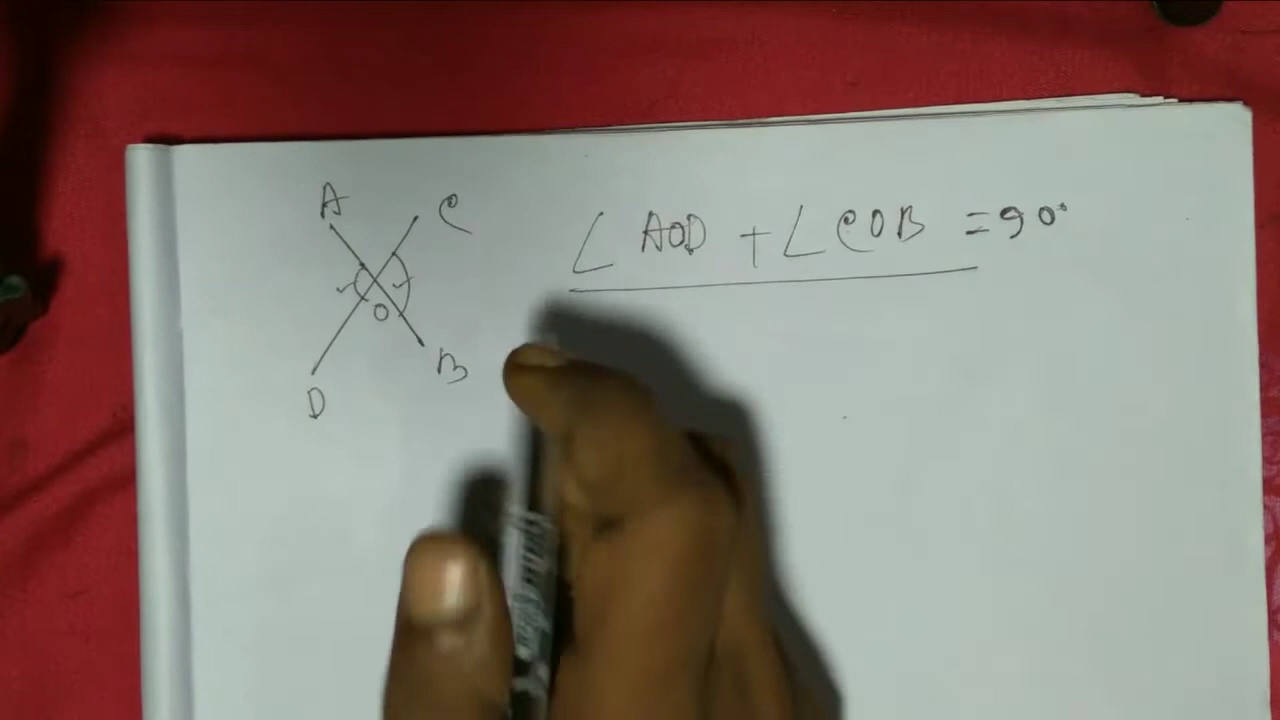 A
C
∠ AOD + ∠ COB = 90°
O
B
D